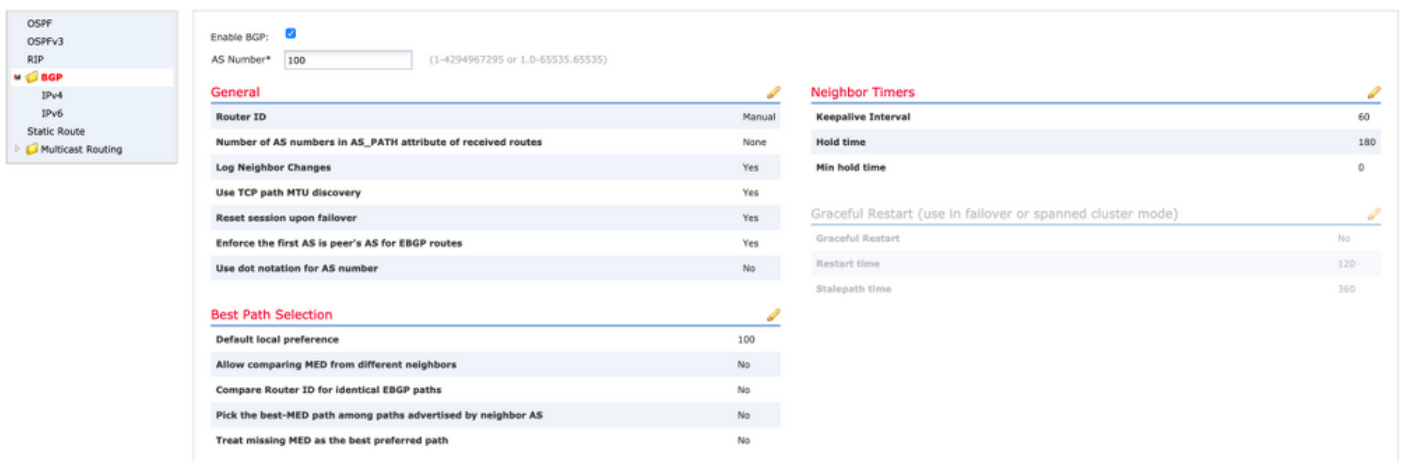 OSPF
OSPFv3
RIP
BGP
IPv4
IPv6
Static Route
Multicast Routing
Enable BGP:
AS Number* 100 (1-4294967295 or 1.0-65535.65535)
General
Router ID Manual
Number of AS numbers in AS_PATH attribute of received routes None
Log Neighbor Changes Yes
Use TCP path MTU discovery Yes
Reset session upon failover Yes
Enforce the first AS is peer's AS for EBGP routes Yes
Use dot notation for AS number No
Best Path Selection
Default local preference 100
Allow comparing MED from different neighbors No
Compare Router ID for identical EBGP paths No
Pick the best-MED path among paths advertised by neighbor AS No
Treat missing MED as the best preferred path No
Neighbor Timers
Keepalive Interval 60
Hold time 180
Min hold time 0
Graceful Restart (use in failover or spanned cluster mode)
Graceful Restart No
Restart time 120
Stalepath time 360